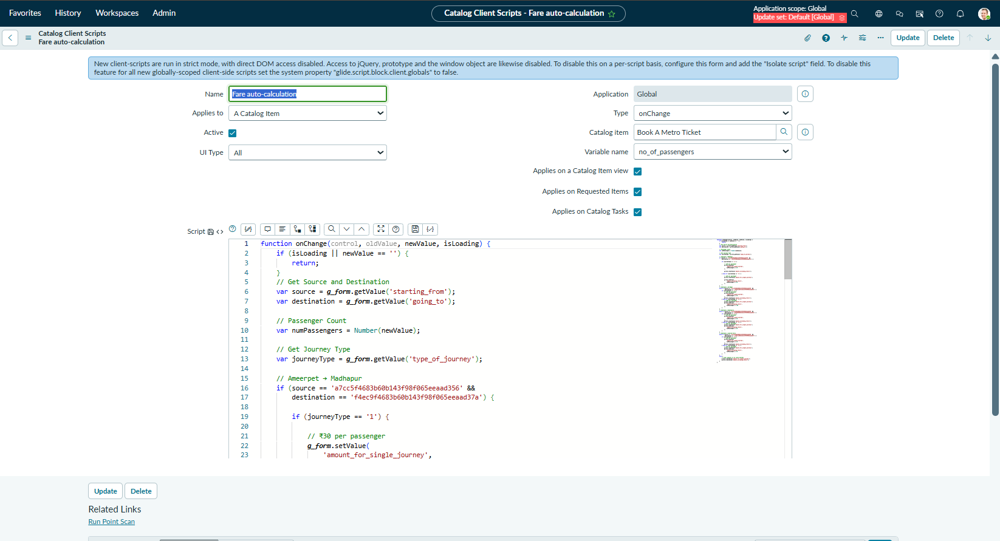 Favorites History Workspaces Admin
Catalog Client Scripts - Fare auto-calculation
Application scope: Global
Update set: Default [Global]
Catalog Client Scripts
Fare auto-calculation
Update Delete
New client-scripts are run in strict mode, with direct DOM access disabled. Access to jQuery, prototype and the window object are likewise disabled. To disable this on a per-script basis, configure this form and add the "Isolate script" field. To disable this
feature for all new globally-scoped client-side scripts set the system property "glide.script.block.client.globals" to false.
Name Fare auto-calculation
Application Global
Applies to A Catalog Item
Type onChange
Active
Catalog item Book A Metro Ticket
UI Type All
Variable name no_of_passengers
Applies on a Catalog Item view
Applies on Requested Items
Applies on Catalog Tasks
Script
1 function onChange(control, oldValue, newValue, isLoading) {
2 if (isLoading || newValue == '') {
3 return;
4 }
5 // Get Source and Destination
6 var source = g_form.getValue('starting_from');
7 var destination = g_form.getValue('going_to');
8
9 // Passenger Count
10 var numPassengers = Number(newValue);
11
12 // Get Journey Type
13 var journeyType = g_form.getValue('type_of_journey');
14
15 // Ameerpet → Madhapur
16 if (source == 'a7cc5f4683b60b143f98f065eeaad356' &&
17 destination == 'f4ec9f4683b60b143f98f065eeaad37a') {
18
19 if (journeyType == '1') {
20
21 // ₹30 per passenger
22 g_form.setValue(
23 'amount_for_single_journey',
Update Delete
Related Links
Run Point Scan